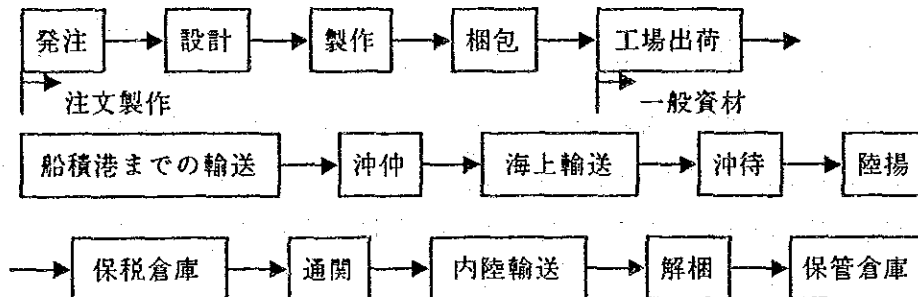 発注 設計 製作 梱包 工場出荷
注文製作 一般資材
船積港までの輸送 沖仲 海上輸送 沖待 陸揚
保税倉庫 通関 内陸輸送 解梱 保管倉庫